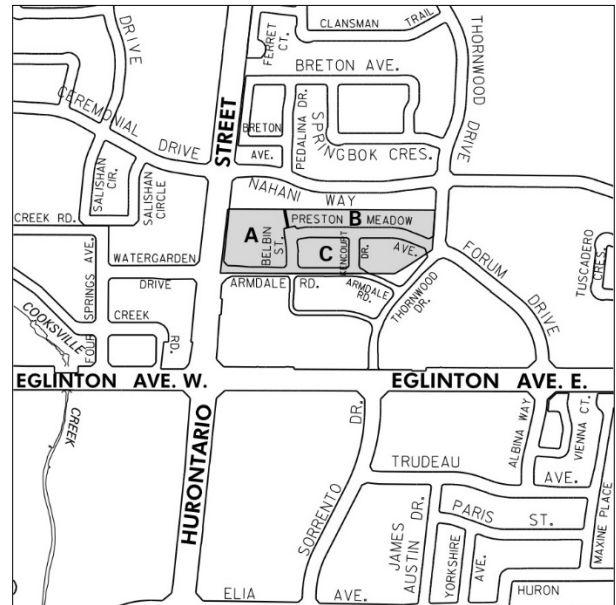 CLANSMAN TRAIL
DRIVE
FERRET CT.
THORNWOOD DRIVE
BRETON AVE.
CEREMONIAL DRIVE
STREET
BRETON AVE.
PEDALINA DR.
SPRINGBOK CRES.
SALISHAN CIR.
SALISHAN CIRCLE
NAHANI WAY
CREEK RD.
A
BELBIN ST.
PRESTON MEADOW AVE.
B
C
KENCOURT DR.
WATERGARDEN DRIVE
FOUR SPRINGS AVE.
ARMDALE RD.
ARMDALE RD.
THORNWOOD DR.
FORUM DRIVE
TUSCADERO CRES.
COOKSVILLE CREEK
CREEK RD.
EGLINTON AVE. W.
EGLINTON AVE. E.
HURONTARIO
SORRENTO DR.
TRUDEAU AVE.
ALBINA WAY
VIENNA CT.
MAXINE PLACE
JAMES AUSTIN DR.
PARIS ST.
YORKSHIRE AVE.
ELIA AVE.
HURON